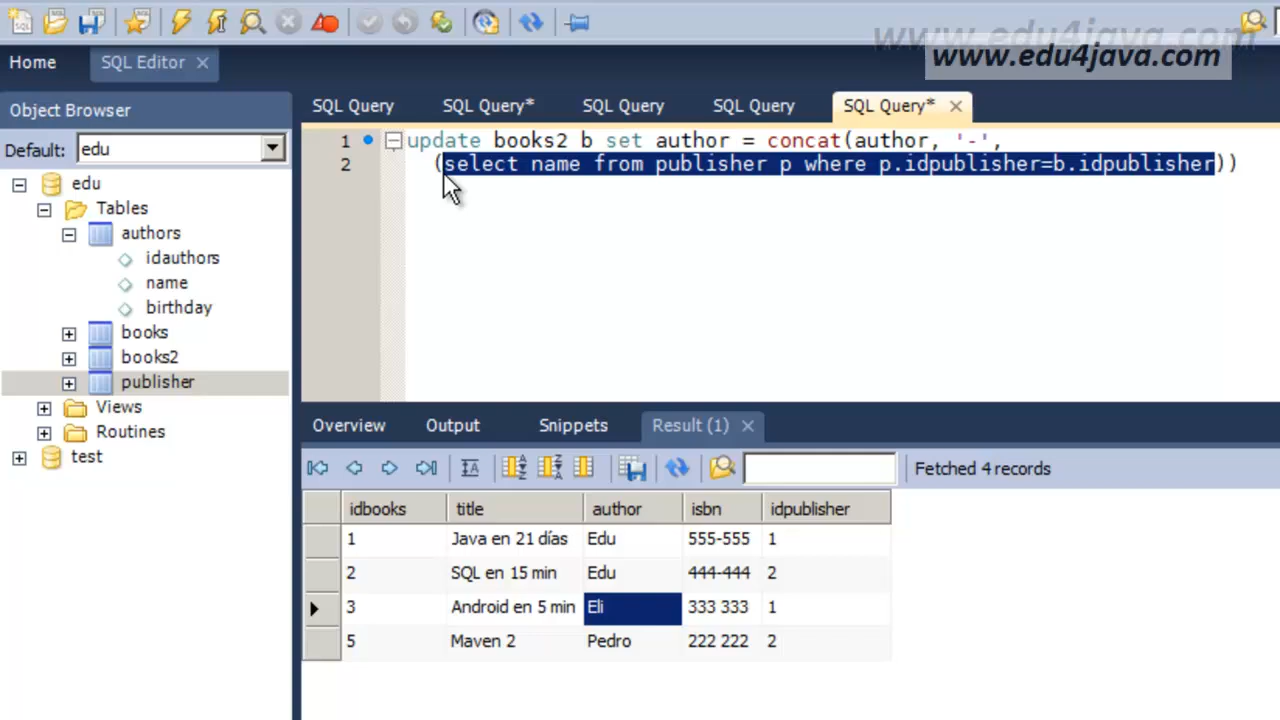 www.edu4java.com
www.edu4java.com
Home
SQL Editor
Object Browser
Default: edu
edu
Tables
authors
idauthors
name
birthday
books
books2
publisher
Views
Routines
test
SQL Query
SQL Query*
SQL Query
SQL Query
SQL Query*
1 update books2 b set author = concat(author, '-',
2 (select name from publisher p where p.idpublisher=b.idpublisher))
Overview
Output
Snippets
Result (1)
Fetched 4 records
idbooks title author isbn idpublisher
1 Java en 21 días Edu 555-555 1
2 SQL en 15 min Edu 444-444 2
3 Android en 5 min Eli 333 333 1
5 Maven 2 Pedro 222 222 2